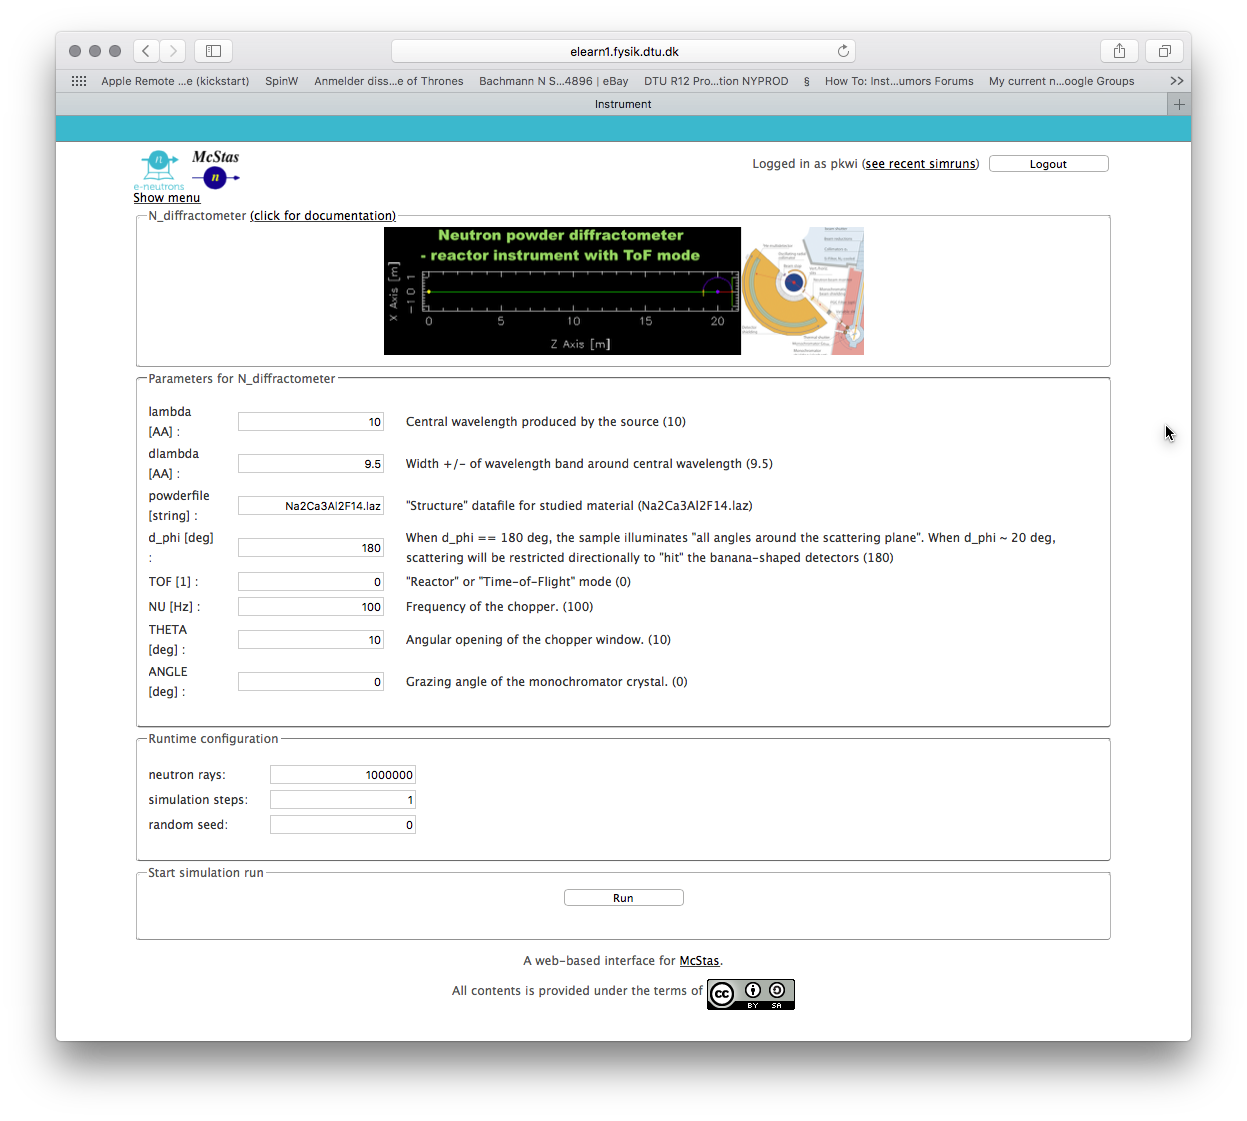 elearn1.fysik.dtu.dk
Apple Remote ...e (kickstart) SpinW Anmelder diss...e of Thrones Bachmann N S...4896 | eBay DTU R12 Pro...tion NYPROD § How To: Inst...umors Forums My current n...oogle Groups >>
Instrument +
n McStas
n
e-neutrons
Logged in as pkwi (see recent simruns) Logout
Show menu
N_diffractometer (click for documentation)
Neutron powder diffractometer
- reactor instrument with ToF mode
X Axis [m]
-1 0 1
0 5 10 15 20
Z Axis [m]
Parameters for N_diffractometer
lambda [AA] : 10 Central wavelength produced by the source (10)
dlambda [AA] : 9.5 Width +/- of wavelength band around central wavelength (9.5)
powderfile [string] : Na2Ca3Al2F14.laz "Structure" datafile for studied material (Na2Ca3Al2F14.laz)
d_phi [deg] : 180 When d_phi == 180 deg, the sample illuminates "all angles around the scattering plane". When d_phi ~ 20 deg,
scattering will be restricted directionally to "hit" the banana-shaped detectors (180)
TOF [1] : 0 "Reactor" or "Time-of-Flight" mode (0)
NU [Hz] : 100 Frequency of the chopper. (100)
THETA [deg] : 10 Angular opening of the chopper window. (10)
ANGLE [deg] : 0 Grazing angle of the monochromator crystal. (0)
Runtime configuration
neutron rays: 1000000
simulation steps: 1
random seed: 0
Start simulation run
Run
A web-based interface for McStas.
All contents is provided under the terms of cc BY SA